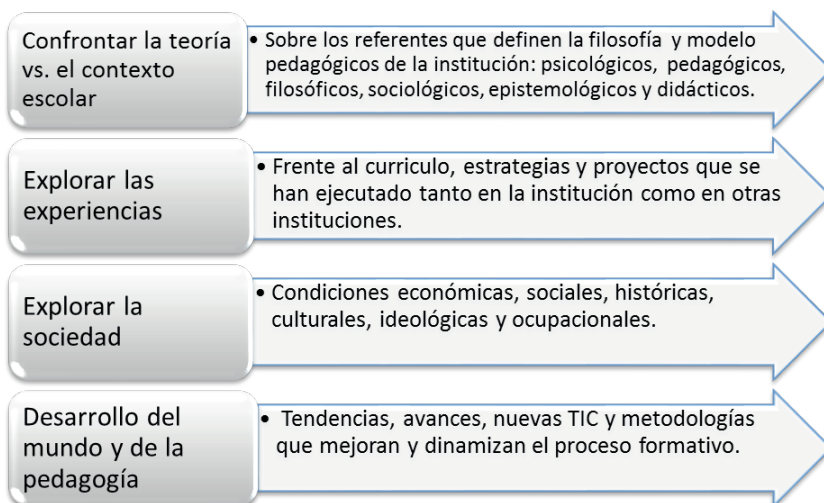 Confrontar la teoría
vs. el contexto
escolar
• Sobre los referentes que definen la filosofía y modelo
pedagógicos de la institución: psicológicos, pedagógicos,
filosóficos, sociológicos, epistemológicos y didácticos.
Explorar las
experiencias
• Frente al curriculo, estrategias y proyectos que se
han ejecutado tanto en la institución como en otras
instituciones.
Explorar la
sociedad
• Condiciones económicas, sociales, históricas,
culturales, ideológicas y ocupacionales.
Desarrollo del
mundo y de la
pedagogía
• Tendencias, avances, nuevas TIC y metodologías
que mejoran y dinamizan el proceso formativo.